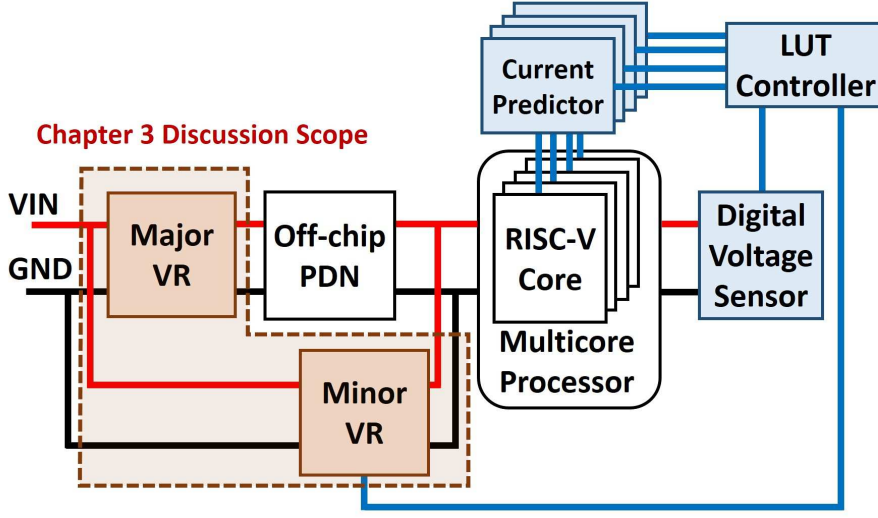 Current
Predictor
LUT
Controller
Chapter 3 Discussion Scope
VIN
GND
Major
VR
Off-chip
PDN
RISC-V
Core
Multicore
Processor
Digital
Voltage
Sensor
Minor
VR